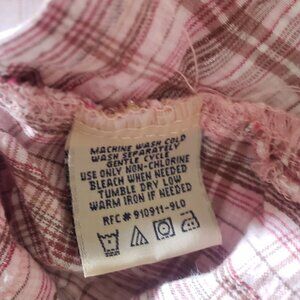 MACHINE WASH COLD
WASH SEPARATELY
GENTLE CYCLE
USE ONLY NON-CHLORINE
BLEACH WHEN NEEDED
TUMBLE DRY LOW
WARM IRON IF NEEDED
RFC # 910911-9L0